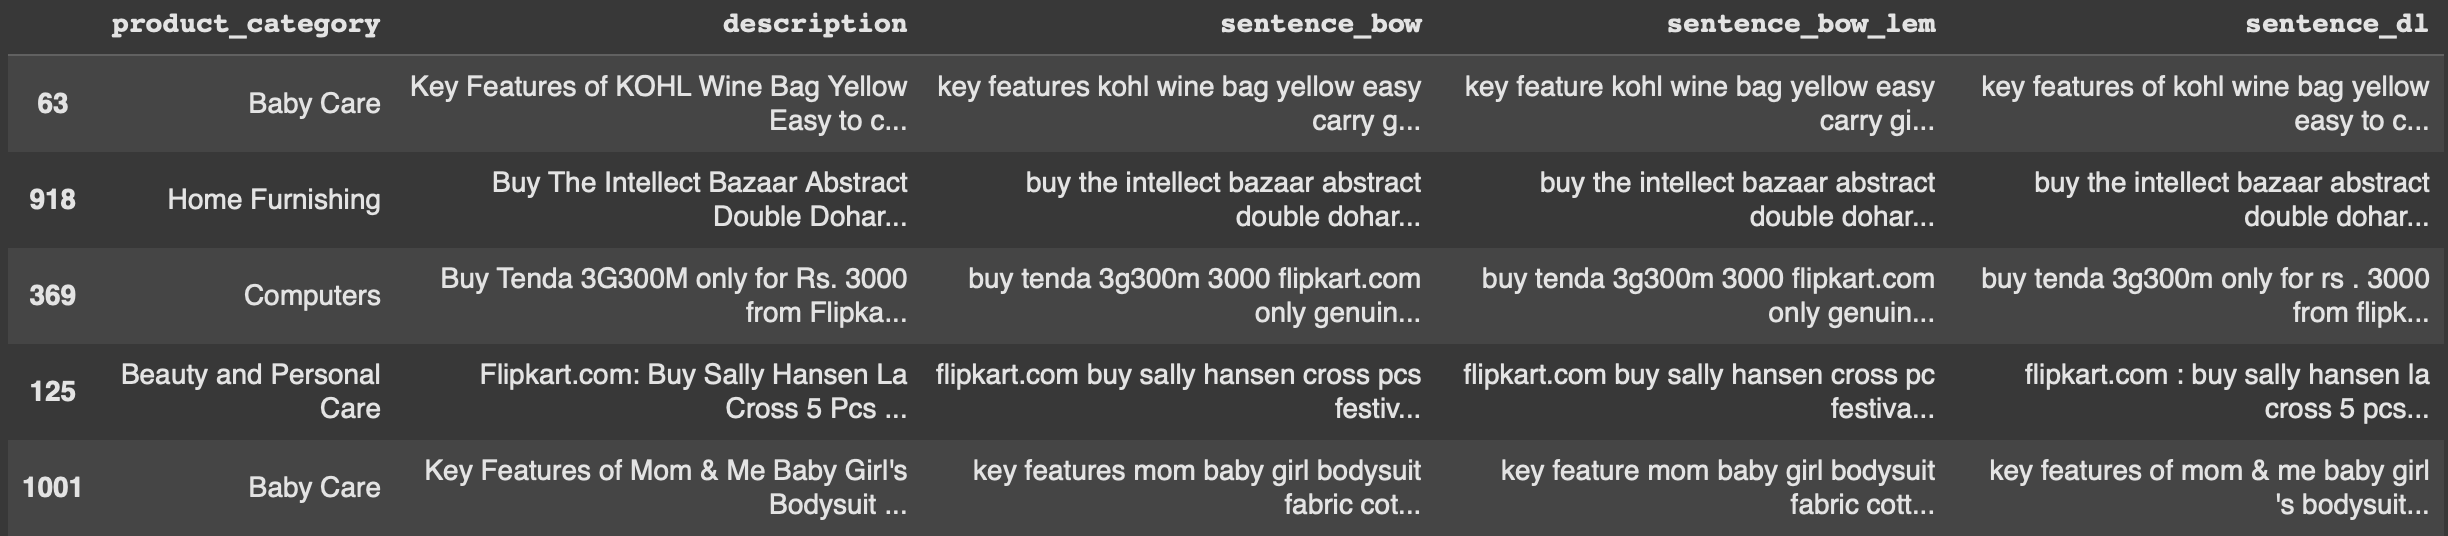 product_category description sentence_bow sentence_bow_lem sentence_dl
63 Baby Care Key Features of KOHL Wine Bag Yellow Easy to c... key features kohl wine bag yellow easy carry g... key feature kohl wine bag yellow easy carry gi... key features of kohl wine bag yellow easy to c...
918 Home Furnishing Buy The Intellect Bazaar Abstract Double Dohar... buy the intellect bazaar abstract double dohar... buy the intellect bazaar abstract double dohar... buy the intellect bazaar abstract double dohar...
369 Computers Buy Tenda 3G300M only for Rs. 3000 from Flipka... buy tenda 3g300m 3000 flipkart.com only genuin... buy tenda 3g300m 3000 flipkart.com only genuin... buy tenda 3g300m only for rs . 3000 from flipk...
125 Beauty and Personal Care Flipkart.com: Buy Sally Hansen La Cross 5 Pcs ... flipkart.com buy sally hansen cross pcs festiv... flipkart.com buy sally hansen cross pc festiva... flipkart.com : buy sally hansen la cross 5 pcs...
1001 Baby Care Key Features of Mom & Me Baby Girl's Bodysuit ... key features mom baby girl bodysuit fabric cot... key feature mom baby girl bodysuit fabric cott... key features of mom & me baby girl 's bodysuit...